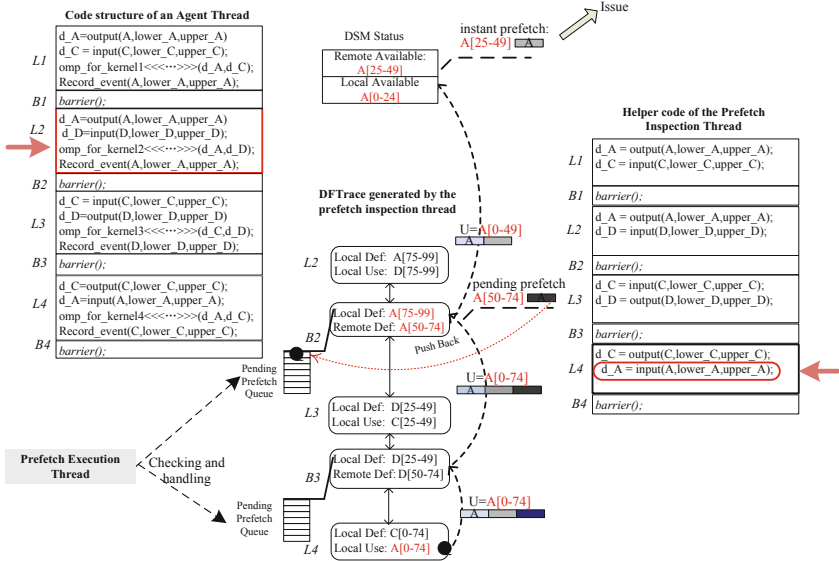 Code structure of an Agent Thread
L1
d_A=output(A,lower_A,upper_A)
d_C = input(C,lower_C,upper_C);
omp_for_kernel1<<<···>>>(d_A,d_C);
Record_event(A,lower_A,upper_A);
B1
barrier();
L2
d_A=output(A,lower_A,upper_A)
d_D=input(D,lower_D,upper_D);
omp_for_kernel2<<<···>>>(d_A,d_D);
Record_event(A,lower_A,upper_A);
B2
barrier();
L3
d_C = input(C,lower_C,upper_C);
d_D=output(D,lower_D,upper_D)
omp_for_kernel3<<<···>>>(d_C,d_D);
Record_event(D,lower_D,upper_D);
B3
barrier();
L4
d_C=output(C,lower_C,upper_C);
d_A=input(A,lower_A,upper_A);
omp_for_kernel4<<<···>>>(d_A,d_C);
Record_event(C,lower_C,upper_C);
B4
barrier();
Prefetch Execution
Thread
Checking and
handling
Pending
Prefetch
Queue
Pending
Prefetch
Queue
DSM Status
Remote Available:
A[25-49]
Local Available
A[0-24]
instant prefetch:
A[25-49] A
Issue
DFTrace generated by the
prefetch inspection thread
U=A[0-49]
A
L2
Local Def: A[75-99]
Local Use: D[75-99]
pending prefetch
A[50-74] A
B2
Local Def: A[75-99]
Remote Def: A[50-74]
Push Back
U=A[0-74]
A
L3
Local Def: D[25-49]
Local Use: C[25-49]
B3
Local Def: D[25-49]
Remote Def: D[50-74]
U=A[0-74]
A
L4
Local Def: C[0-74]
Local Use: A[0-74]
Helper code of the Prefetch
Inspection Thread
L1
d_A = output(A,lower_A,upper_A);
d_C = input(C,lower_C,upper_C);
B1
barrier();
L2
d_A = output(A,lower_A,upper_A);
d_D = input(D,lower_D,upper_D);
B2
barrier();
L3
d_C = input(C,lower_C,upper_C);
d_D = output(D,lower_D,upper_D);
B3
barrier();
L4
d_C = output(C,lower_C,upper_C);
d_A = input(A,lower_A,upper_A);
B4
barrier();